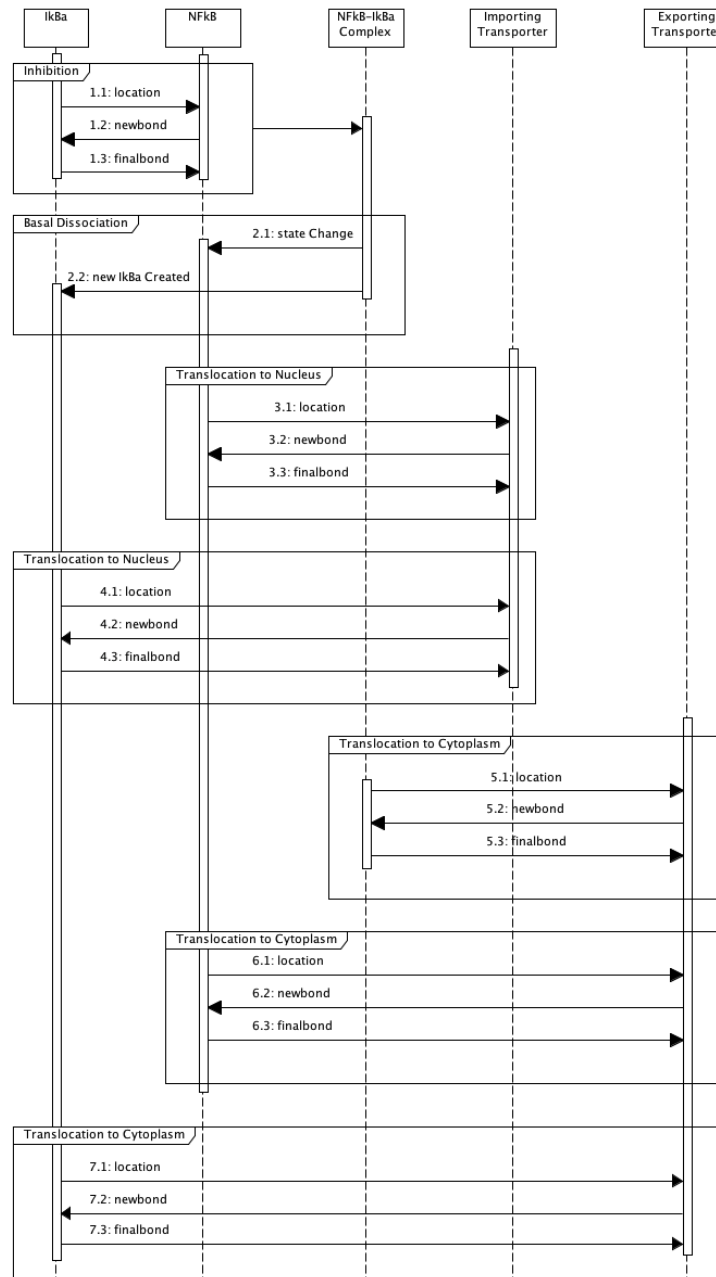 IkBa
NFkB
NFkB-IkBa
Complex
Importing
Transporter
Exporting
Transporte
Inhibition
1.1: location
1.2: newbond
1.3: finalbond
Basal Dissociation
2.1: state Change
2.2: new IkBa Created
Translocation to Nucleus
3.1: location
3.2: newbond
3.3: finalbond
Translocation to Nucleus
4.1: location
4.2: newbond
4.3: finalbond
Translocation to Cytoplasm
5.1: location
5.2: newbond
5.3: finalbond
Translocation to Cytoplasm
6.1: location
6.2: newbond
6.3: finalbond
Translocation to Cytoplasm
7.1: location
7.2: newbond
7.3: finalbond